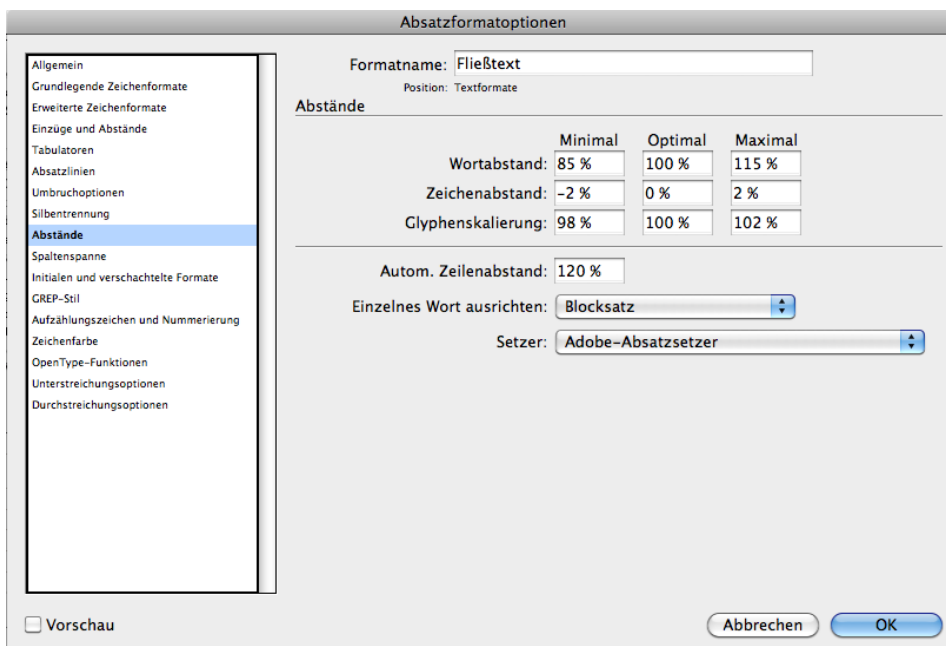 Absatzformatoptionen
Allgemein
Grundlegende Zeichenformate
Erweiterte Zeichenformate
Einzüge und Abstände
Tabulatoren
Absatzlinien
Umbruchoptionen
Silbentrennung
Abstände
Spaltenspanne
Initialen und verschachtelte Formate
GREP-Stil
Aufzählungszeichen und Nummerierung
Zeichenfarbe
OpenType-Funktionen
Unterstreichungsoptionen
Durchstreichungsoptionen
Formatname: Fließtext
Position: Textformate
Abstände
Minimal Optimal Maximal
Wortabstand: 85 % 100 % 115 %
Zeichenabstand: -2 % 0 % 2 %
Glyphenskalierung: 98 % 100 % 102 %
Autom. Zeilenabstand: 120 %
Einzelnes Wort ausrichten: Blocksatz
Setzer: Adobe-Absatzsetzer
Vorschau Abbrechen OK